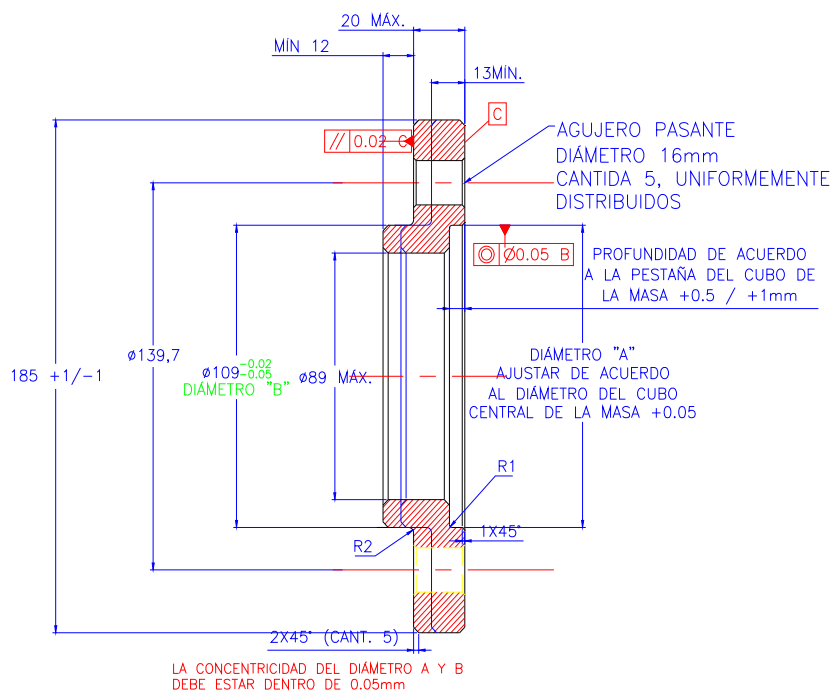 20 MÁX.
MÍN 12
13MÍN.
C
// 0.02 C
AGUJERO PASANTE
DIÁMETRO 16mm
CANTIDA 5, UNIFORMEMENTE
DISTRIBUIDOS
Ø0.05 B
PROFUNDIDAD DE ACUERDO
A LA PESTAÑA DEL CUBO DE
LA MASA +0.5 / +1mm
185 +1/-1
Ø139,7
Ø109 -0.02
-0.05
DIÁMETRO "B"
Ø89 MÁX.
DIÁMETRO "A"
AJUSTAR DE ACUERDO
AL DIÁMETRO DEL CUBO
CENTRAL DE LA MASA +0.05
R1
R2
1X45°
2X45° (CANT. 5)
LA CONCENTRICIDAD DEL DIÁMETRO A Y B
DEBE ESTAR DENTRO DE 0.05mm